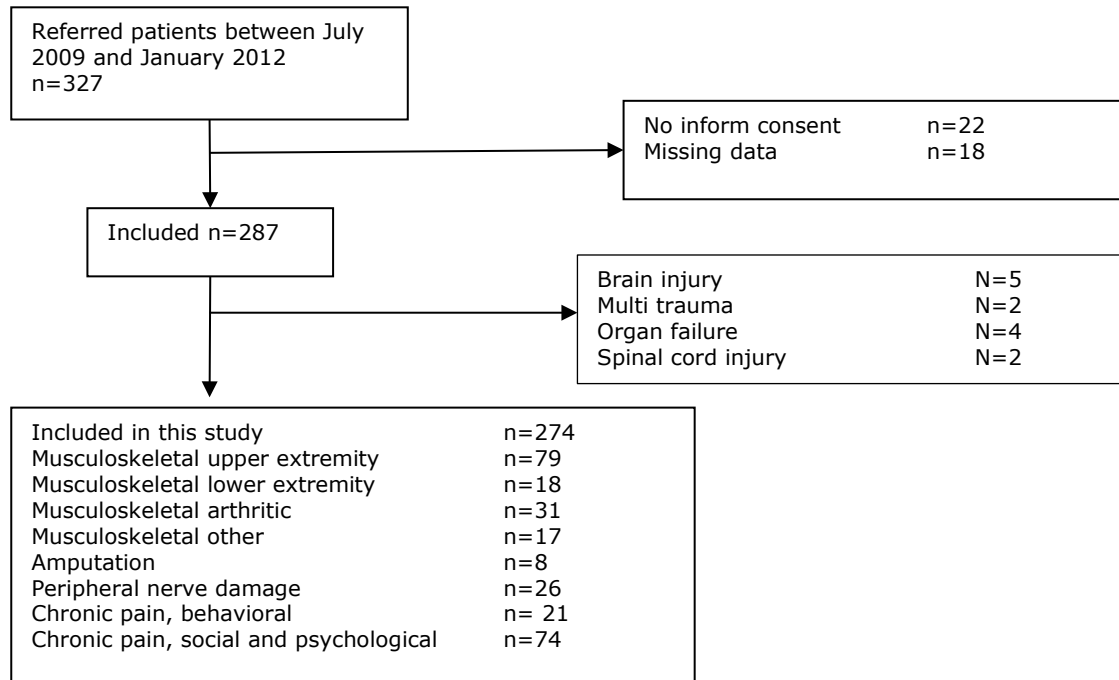 Referred patients between July
2009 and January 2012
n=327
No inform consent n=22
Missing data n=18
Included n=287
Brain injury N=5
Multi trauma N=2
Organ failure N=4
Spinal cord injury N=2
Included in this study n=274
Musculoskeletal upper extremity n=79
Musculoskeletal lower extremity n=18
Musculoskeletal arthritic n=31
Musculoskeletal other n=17
Amputation n=8
Peripheral nerve damage n=26
Chronic pain, behavioral n= 21
Chronic pain, social and psychological n=74